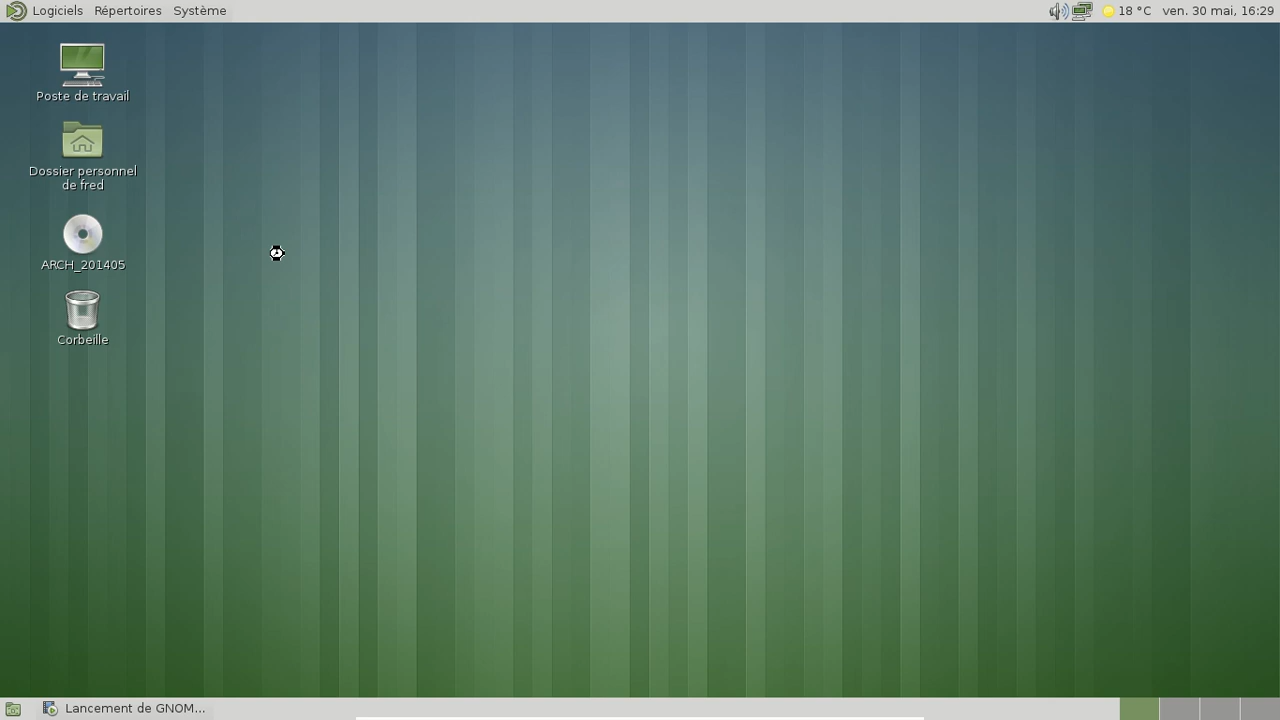 Logiciels Répertoires Système
18 °C ven. 30 mai, 16:29
Poste de travail
Dossier personnel
de fred
ARCH_201405
Corbeille
Lancement de GNOM...